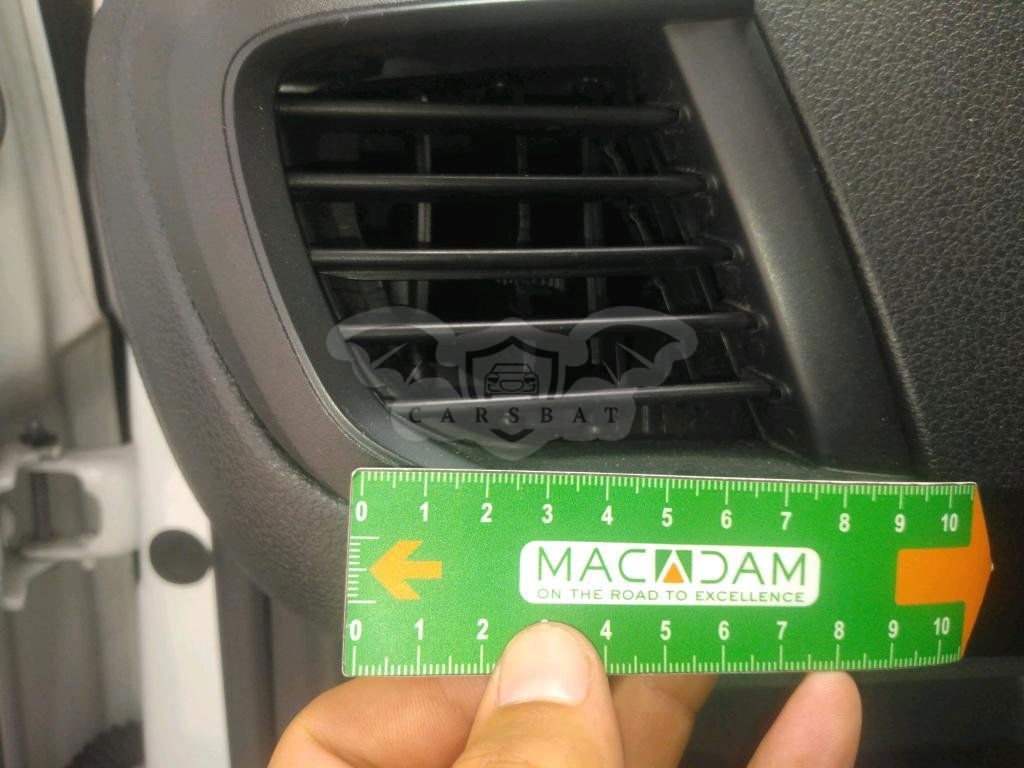 CARSBAT
0 1 2 3 4 5 6 7 8 9 10
MACADAM
ON THE ROAD TO EXCELLENCE
0 1 2 4 5 6 7 8 9 10